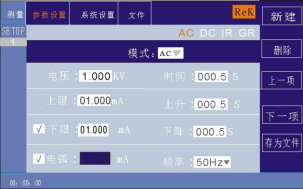 测量 参数设置 系统设置 文件 ReK 新建
SETUP AC DC IR GR
1 模式: AC 删除
电压: 1.000 KV 时间: 000.5 S
上一项
上限: 01.000 mA 上升: 000.5 S
下限: 01.000 mA 下降: 000.5 S
下一项
电弧: mA 频率: 50Hz
存为文件
00: :00 :00